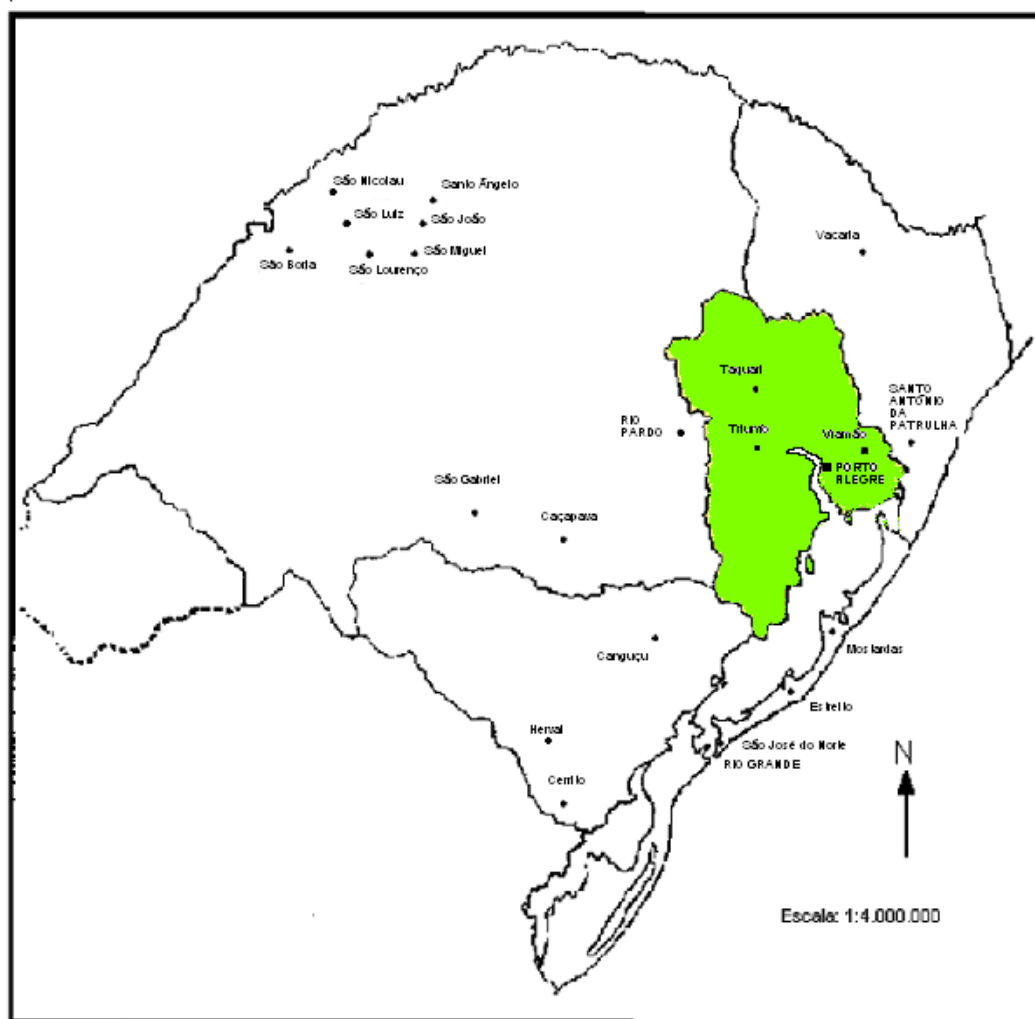 São Nicolau
Santo Ângelo
São Luiz
São João
São Borja
São Lourenço
São Miguel
Vacaria
Taquari
SANTO
ANTÔNIO
DA
PATRULHA
RIO
PARDO
Triumfo
Viamão
PORTO
ALEGRE
São Gabriel
Caçapava
Canguçu
Mostardas
Estreito
Herval
São José do Norte
RIO GRANDE
Cerrito
N
Escala: 1:4.000.000